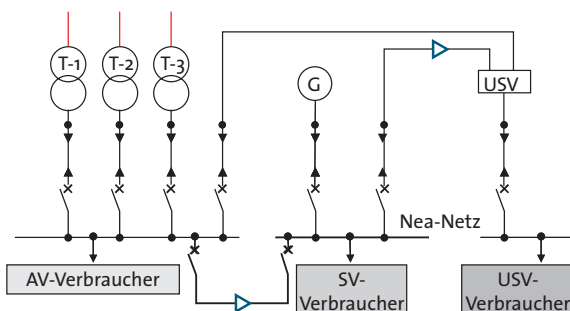 T-1 T-2 T-3
G
USV
Nea-Netz
AV-Verbraucher
SV-
Verbraucher
USV-
Verbraucher